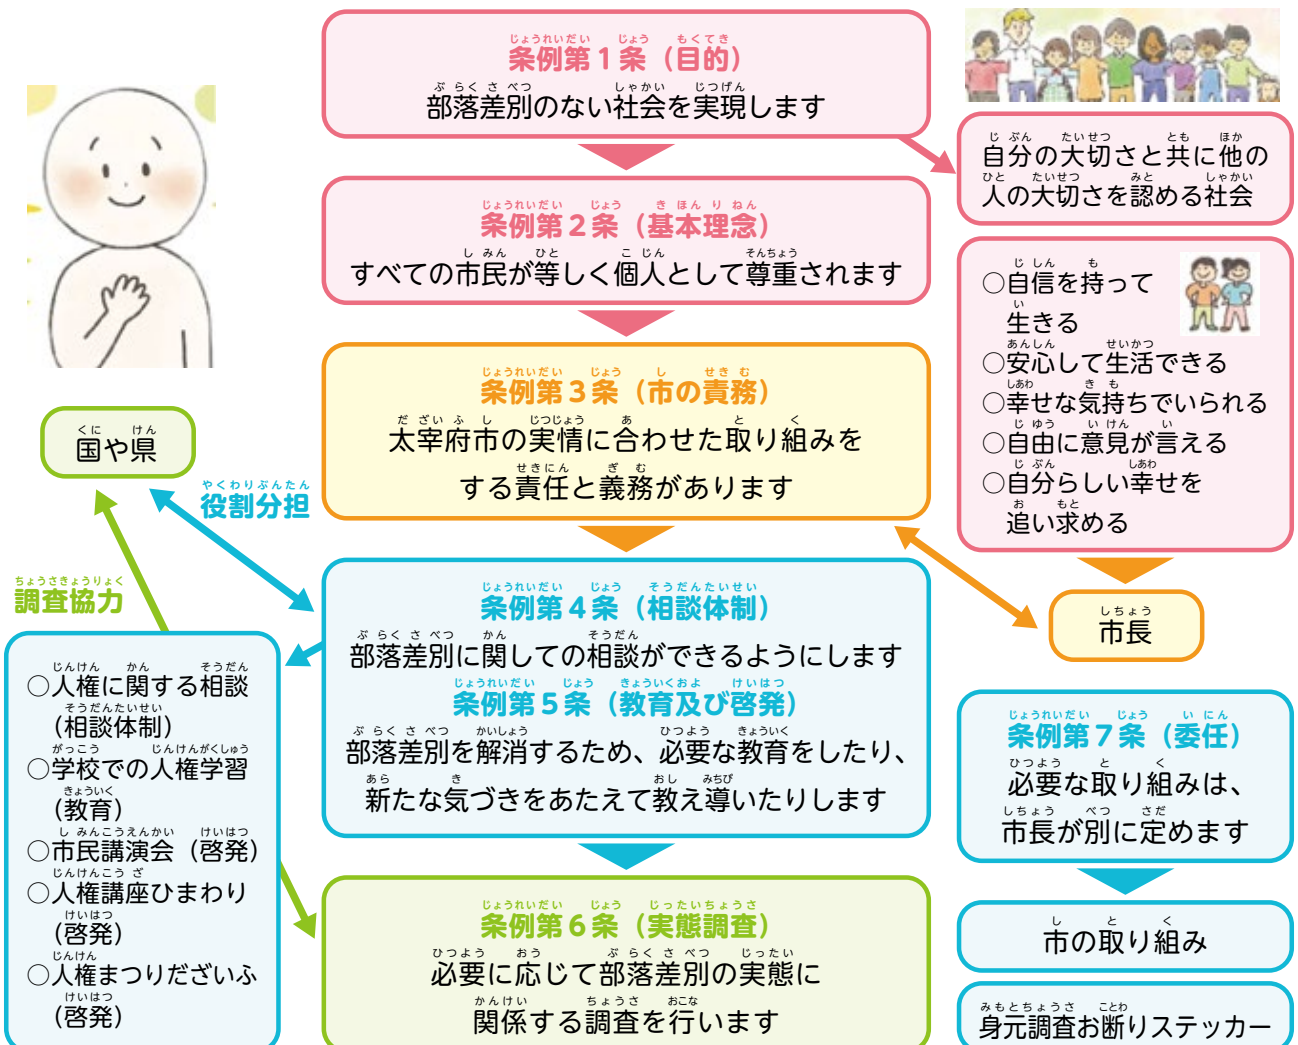 条例第1条（目的）
部落差別のない社会を実現します
自分の大切さと共に他の
人の大切さを認める社会
条例第2条（基本理念）
すべての市民が等しく個人として尊重されます
○自信を持って
生きる
○安心して生活できる
○幸せな気持ちでいられる
○自由に意見が言える
○自分らしい幸せを
追い求める
条例第3条（市の責務）
太宰府市の実情に合わせた取り組みを
する責任と義務があります
市長
国や県
役割分担
調査協力
条例第4条（相談体制）
部落差別に関しての相談ができるようにします
条例第5条（教育及び啓発）
部落差別を解消するため、必要な教育をしたり、
新たな気づきをあたえて教え導いたりします
○人権に関する相談
（相談体制）
○学校での人権学習
（教育）
○市民講演会（啓発）
○人権講座ひまわり
（啓発）
○人権まつりだざいふ
（啓発）
条例第6条（実態調査）
必要に応じて部落差別の実態に
関係する調査を行います
条例第7条（委任）
必要な取り組みは、
市長が別に定めます
市の取り組み
身元調査お断りステッカー